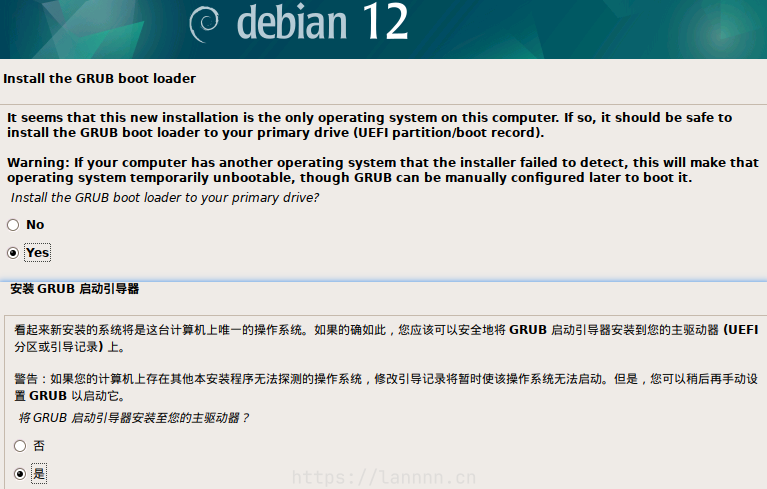 debian 12
Install the GRUB boot loader
It seems that this new installation is the only operating system on this computer. If so, it should be safe to
install the GRUB boot loader to your primary drive (UEFI partition/boot record).
Warning: If your computer has another operating system that the installer failed to detect, this will make that
operating system temporarily unbootable, though GRUB can be manually configured later to boot it.
Install the GRUB boot loader to your primary drive?
No
Yes
安装 GRUB 启动引导器
看起来新安装的系统将是这台计算机上唯一的操作系统。如果的确如此，您应该可以安全地将 GRUB 启动引导器安装到您的主驱动器 (UEFI
分区或引导记录) 上。
警告：如果您的计算机上存在其他本安装程序无法探测的操作系统，修改引导记录将暂时使该操作系统无法启动。但是，您可以稍后再手动设
置 GRUB 以启动它。
将 GRUB 启动引导器安装至您的主驱动器？
否
是
https://lannnn.cn